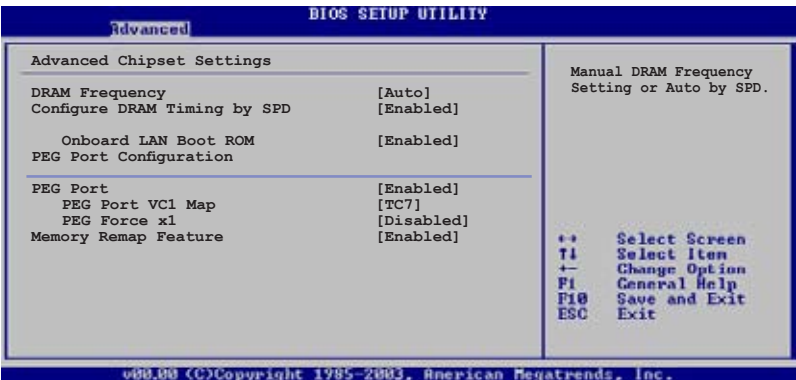 BIOS SETUP UTILITY
Advanced
Advanced Chipset Settings
DRAM Frequency [Auto]
Configure DRAM Timing by SPD [Enabled]
Onboard LAN Boot ROM [Enabled]
PEG Port Configuration
PEG Port [Enabled]
PEG Port VC1 Map [TC7]
PEG Force x1 [Disabled]
Memory Remap Feature [Enabled]
Manual DRAM Frequency
Setting or Auto by SPD.
←→ Select Screen
↑↓ Select Item
+- Change Option
F1 General Help
F10 Save and Exit
ESC Exit
v00.00 (C)Copyright 1985-2003, American Megatrends, Inc.